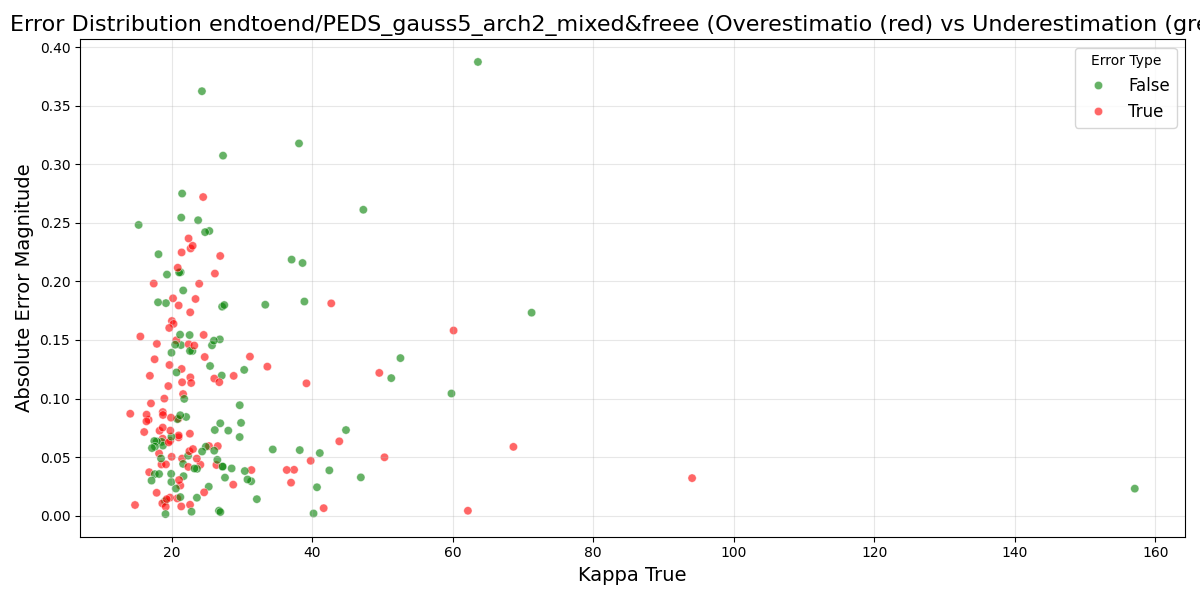 Error Distribution endtoend/PEDS_gauss5_arch2_mixed&freee (Overestimatio (red) vs Underestimation (gre
Error Type
False
True
Absolute Error Magnitude
0.40
0.35
0.30
0.25
0.20
0.15
0.10
0.05
0.00
20 40 60 80 100 120 140 160
Kappa True